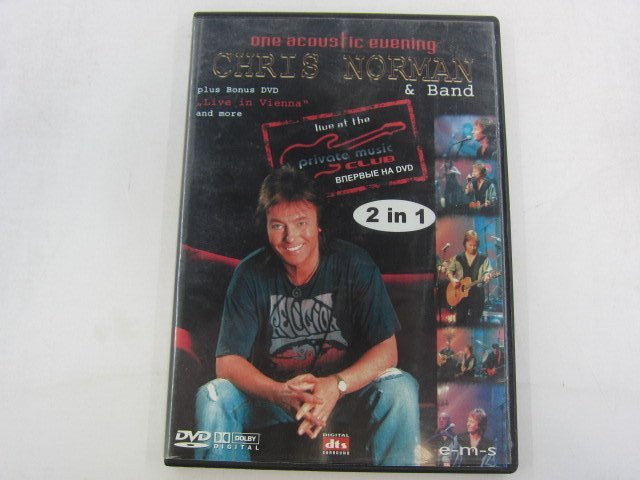 one acoustic evening
CHRIS NORMAN
& Band
plus Bonus DVD
„Live in Vienna"
and more
live at the
private music
CLUB
ВПЕРВЫЕ НА DVD
2 in 1
DVD
DOLBY
DIGITAL
DIGITAL
dts
SURROUND
e-m-s